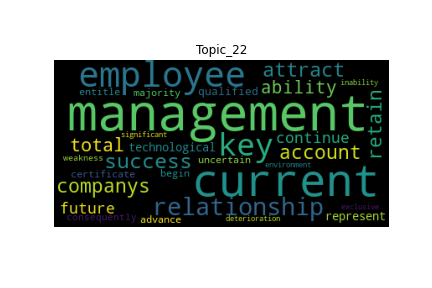 Topic_22
employee attract
entitle majority qualified ability inability
management
retain
significant
total technological key continue
weakness success uncertain account
certificate begin environment
companys current
future relationship exclusive
consequently advance deterioration represent